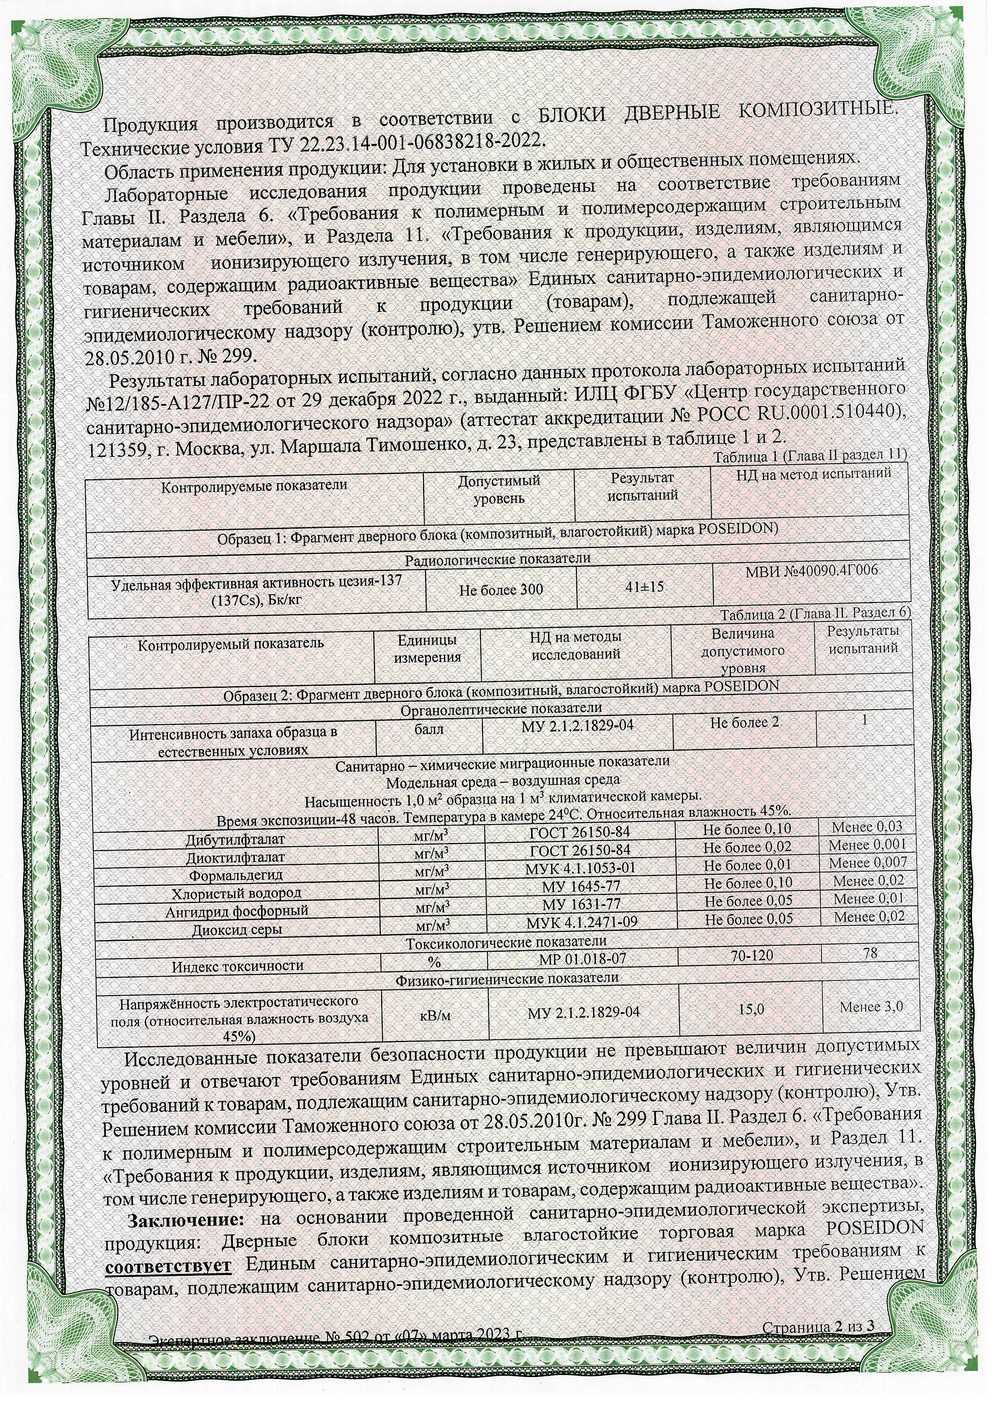 Продукция производится в соответствии с БЛОКИ ДВЕРНЫЕ КОМПОЗИТНЫЕ.
Технические условия ТУ 22.23.14-001-06838218-2022.
Область применения продукции: Для установки в жилых и общественных помещениях.
Лабораторные исследования продукции проведены на соответствие требованиям
Главы II. Раздела 6. «Требования к полимерным и полимерсодержащим строительным
материалам и мебели», и Раздела 11. «Требования к продукции, изделиям, являющимся
источником ионизирующего излучения, в том числе генерирующего, а также изделиям и
товарам, содержащим радиоактивные вещества» Единых санитарно-эпидемиологических и
гигиенических требований к продукции (товарам), подлежащей санитарно-
эпидемиологическому надзору (контролю), утв. Решением комиссии Таможенного союза от
28.05.2010 г. № 299.
Результаты лабораторных испытаний, согласно данных протокола лабораторных испытаний
№12/185-А127/ПР-22 от 29 декабря 2022 г., выданный: ИЛЦ ФГБУ «Центр государственного
санитарно-эпидемиологического надзора» (аттестат аккредитации № РОСС RU.0001.510440),
121359, г. Москва, ул. Маршала Тимошенко, д. 23, представлены в таблице 1 и 2.
Таблица 1 (Глава II раздел 11)
Контролируемые показатели Допустимый уровень Результат испытаний НД на метод испытаний
Образец 1: Фрагмент дверного блока (композитный, влагостойкий) марка POSEIDON)
Радиологические показатели
Удельная эффективная активность цезия-137 (137Cs), Бк/кг Не более 300 41±15 МВИ №40090.4Г006
Таблица 2 (Глава II. Раздел 6)
Контролируемый показатель Единицы измерения НД на методы исследований Величина допустимого уровня Результаты испытаний
Образец 2: Фрагмент дверного блока (композитный, влагостойкий) марка POSEIDON
Органолептические показатели
Интенсивность запаха образца в естественных условиях балл МУ 2.1.2.1829-04 Не более 2 1
Санитарно – химические миграционные показатели
Модельная среда – воздушная среда
Насыщенность 1,0 м² образца на 1 м³ климатической камеры.
Время экспозиции-48 часов. Температура в камере 24⁰С. Относительная влажность 45%.
Дибутилфталат мг/м³ ГОСТ 26150-84 Не более 0,10 Менее 0,03
Диоктилфталат мг/м³ ГОСТ 26150-84 Не более 0,02 Менее 0,001
Формальдегид мг/м³ МУК 4.1.1053-01 Не более 0,01 Менее 0,007
Хлористый водород мг/м³ МУ 1645-77 Не более 0,10 Менее 0,02
Ангидрид фосфорный мг/м³ МУ 1631-77 Не более 0,05 Менее 0,01
Диоксид серы мг/м³ МУК 4.1.2471-09 Не более 0,05 Менее 0,02
Токсикологические показатели
Индекс токсичности % МР 01.018-07 70-120 78
Физико-гигиенические показатели
Напряжённость электростатического поля (относительная влажность воздуха 45%) кВ/м МУ 2.1.2.1829-04 15,0 Менее 3,0
Исследованные показатели безопасности продукции не превышают величин допустимых
уровней и отвечают требованиям Единых санитарно-эпидемиологических и гигиенических
требований к товарам, подлежащим санитарно-эпидемиологическому надзору (контролю), Утв.
Решением комиссии Таможенного союза от 28.05.2010г. № 299 Глава II. Раздел 6. «Требования
к полимерным и полимерсодержащим строительным материалам и мебели», и Раздел 11.
«Требования к продукции, изделиям, являющимся источником ионизирующего излучения, в
том числе генерирующего, а также изделиям и товарам, содержащим радиоактивные вещества».
Заключение: на основании проведенной санитарно-эпидемиологической экспертизы,
продукция: Дверные блоки композитные влагостойкие торговая марка POSEIDON
соответствует Единым санитарно-эпидемиологическим и гигиеническим требованиям к
товарам, подлежащим санитарно-эпидемиологическому надзору (контролю), Утв. Решением
Экспертное заключение № 502 от «07» марта 2023 г.
Страница 2 из 3